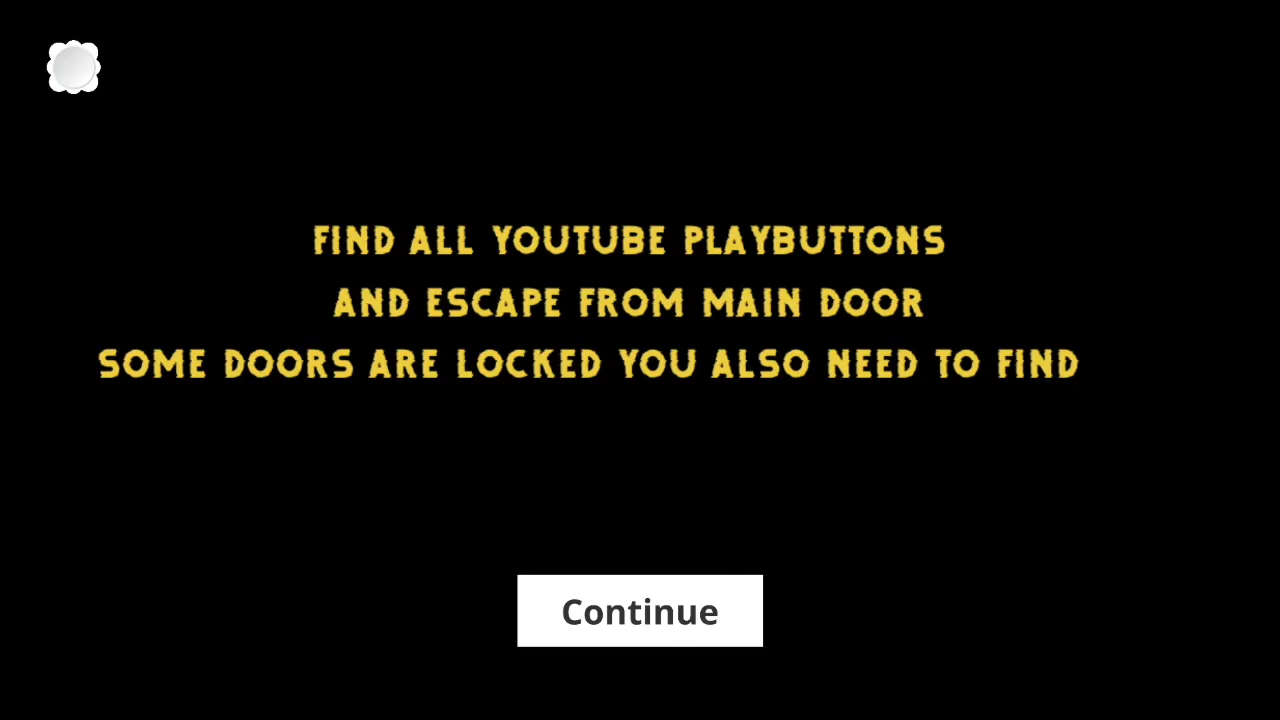 FIND ALL YOUTUBE PLAYBUTTONS
AND ESCAPE FROM MAIN DOOR
SOME DOORS ARE LOCKED YOU ALSO NEED TO FIND
Continue